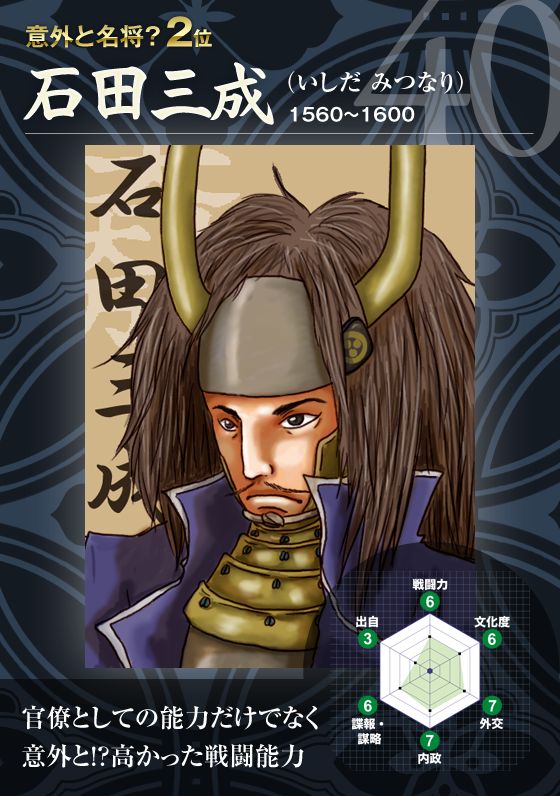 40
意外と名将？2位
石田三成
（いしだ みつなり）
1560～1600
石田三成
戦闘力
6
文化度
6
外交
7
内政
7
諜報・
謀略
6
出自
3
官僚としての能力だけでなく
意外と!?高かった戦闘能力